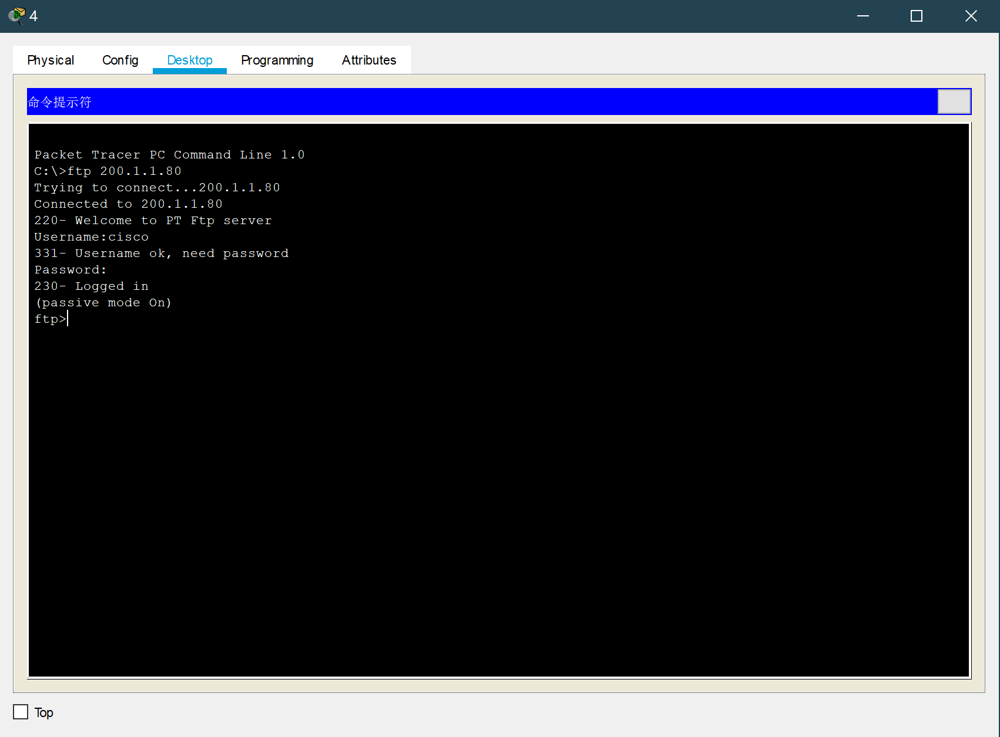 4
Physical Config Desktop Programming Attributes
命令提示符
Packet Tracer PC Command Line 1.0
C:\>ftp 200.1.1.80
Trying to connect...200.1.1.80
Connected to 200.1.1.80
220- Welcome to PT Ftp server
Username:cisco
331- Username ok, need password
Password:
230- Logged in
(passive mode On)
ftp>
Top